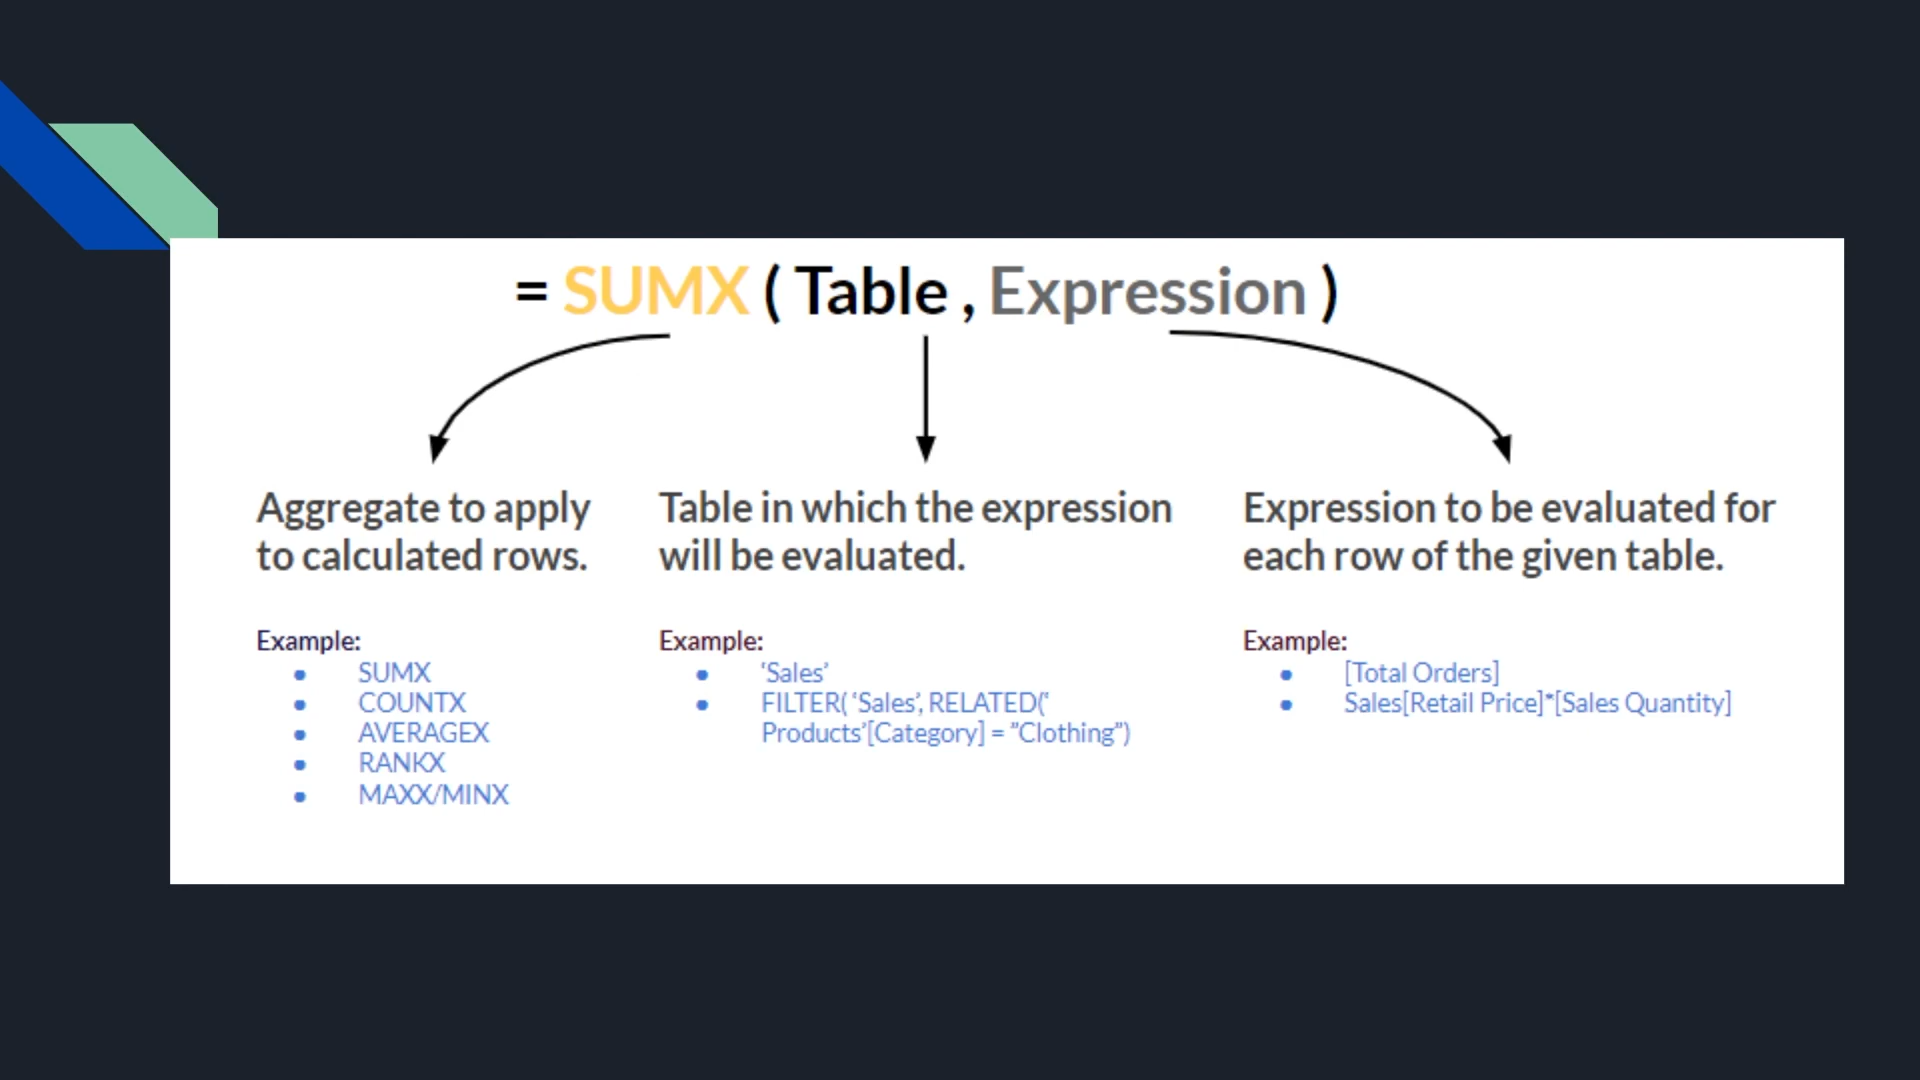 = SUMX ( Table , Expression )
Aggregate to apply
to calculated rows.
Example:
● SUMX
● COUNTX
● AVERAGEX
● RANKX
● MAXX/MINX
Table in which the expression
will be evaluated.
Example:
● ‘Sales’
● FILTER( ‘Sales’, RELATED(‘
Products’[Category] = ”Clothing”)
Expression to be evaluated for
each row of the given table.
Example:
● [Total Orders]
● Sales[Retail Price]*[Sales Quantity]